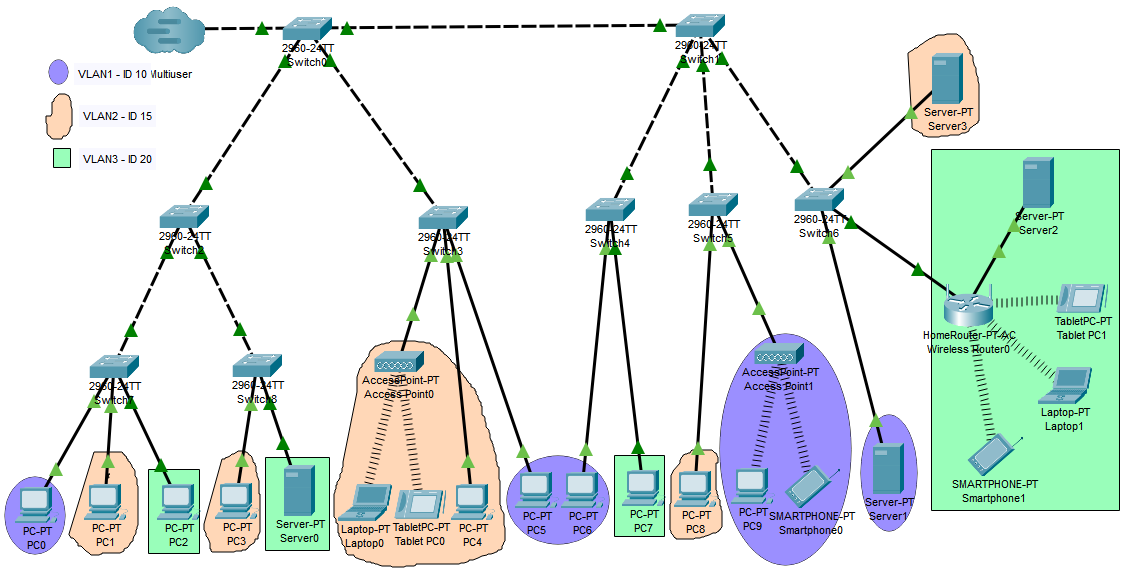 2960-24TT
Switch0
2960-24TT
Switch1
VLAN1 - ID 10 Multiuser
VLAN2 - ID 15
VLAN3 - ID 20
Server-PT
Server3
2960-24TT
2960-24TT
Switch3
2960-24TT
Switch4
2960-24TT
Switch5
2960-24TT
Switch6
Server-PT
Server2
HomeRouter-PT-AC
Wireless Router0
TabletPC-PT
Tablet PC1
Laptop-PT
Laptop1
SMARTPHONE-PT
Smartphone1
2960-24TT
Switch7
2960-24TT
Switch8
AccessPoint-PT
Access Point0
AccessPoint-PT
Access Point1
PC-PT
PC0
PC-PT
PC1
PC-PT
PC2
PC-PT
PC3
Server-PT
Server0
Laptop-PT
Laptop0
TabletPC-PT
Tablet PC0
PC-PT
PC4
PC-PT
PC5
PC-PT
PC6
PC-PT
PC7
PC-PT
PC8
PC-PT
PC9
SMARTPHONE-PT
Smartphone0
Server-PT
Server1